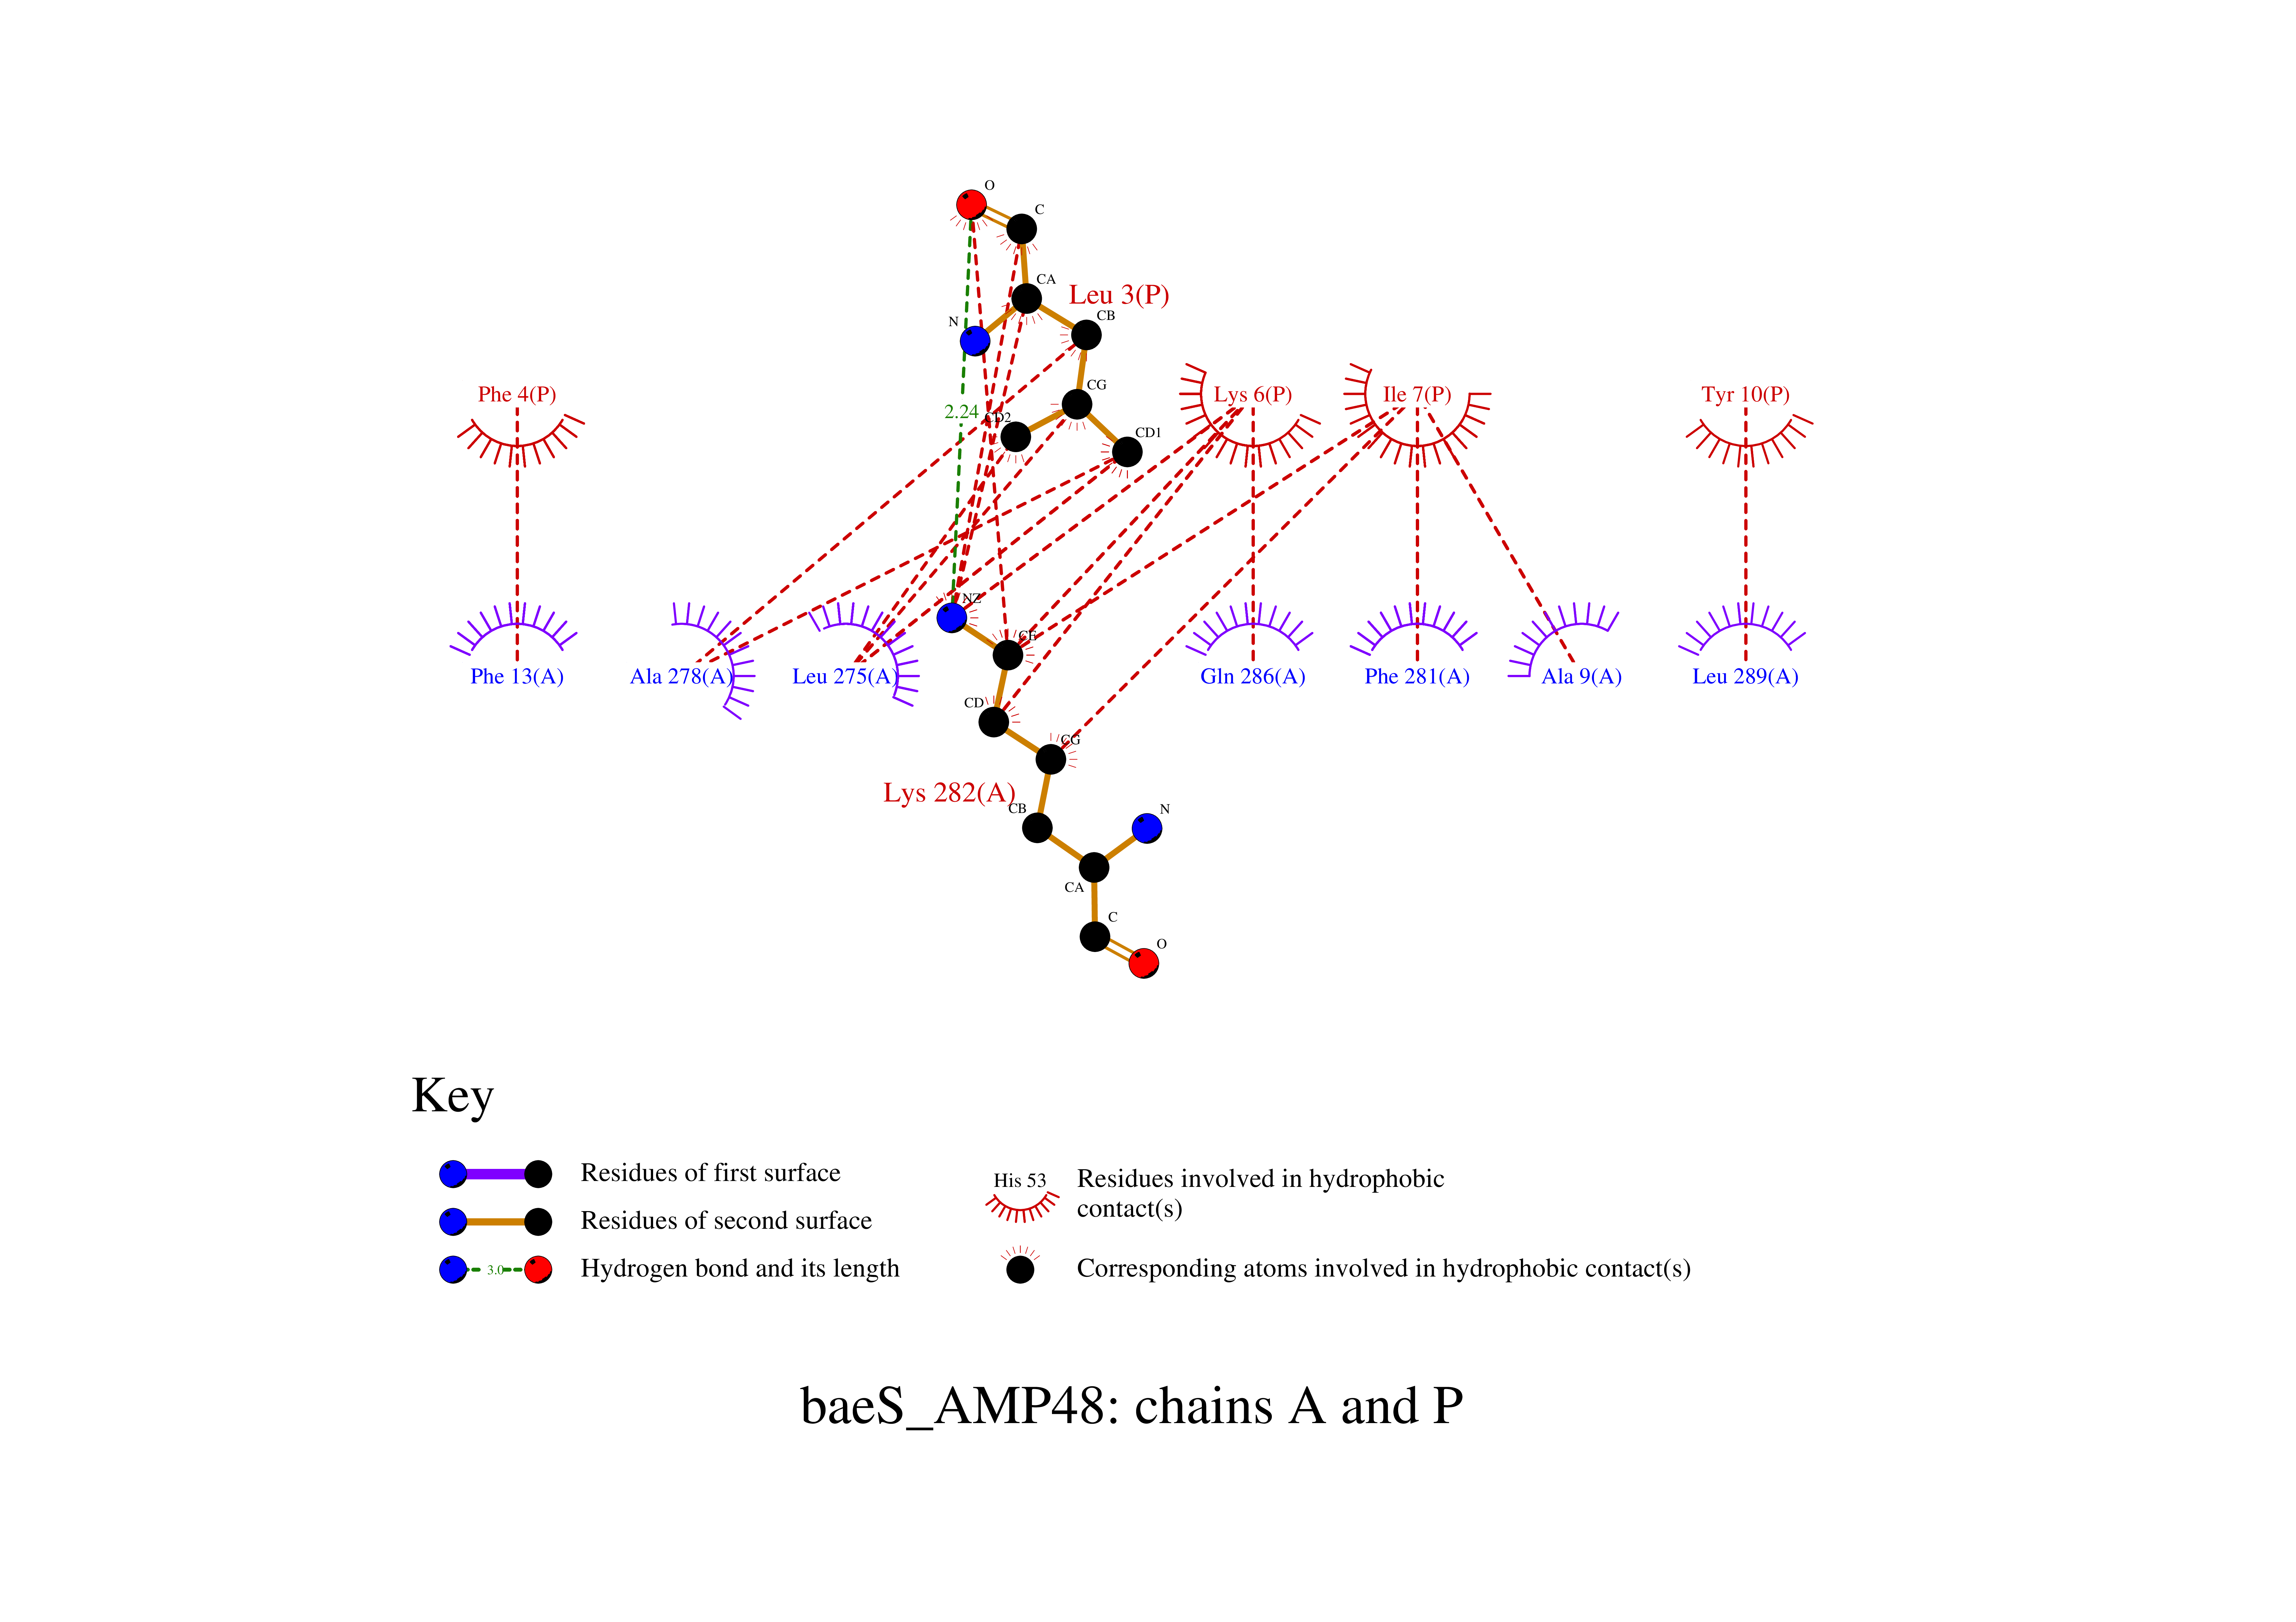 O
C
CA
Leu 3(P)
CB
N
CG
Phe 4(P)
Lys 6(P)
Ile 7(P)
Tyr 10(P)
2.24
CD2
CD1
NZ
CE
Phe 13(A)
Ala 278(A)
Leu 275(A)
Gln 286(A)
Phe 281(A)
Ala 9(A)
Leu 289(A)
CD
CG
Lys 282(A)
CB
N
CA
C
O
Key
Residues of first surface
Residues of second surface
3.0
Hydrogen bond and its length
His 53
Residues involved in hydrophobic
contact(s)
Corresponding atoms involved in hydrophobic contact(s)
baeS_AMP48: chains A and P